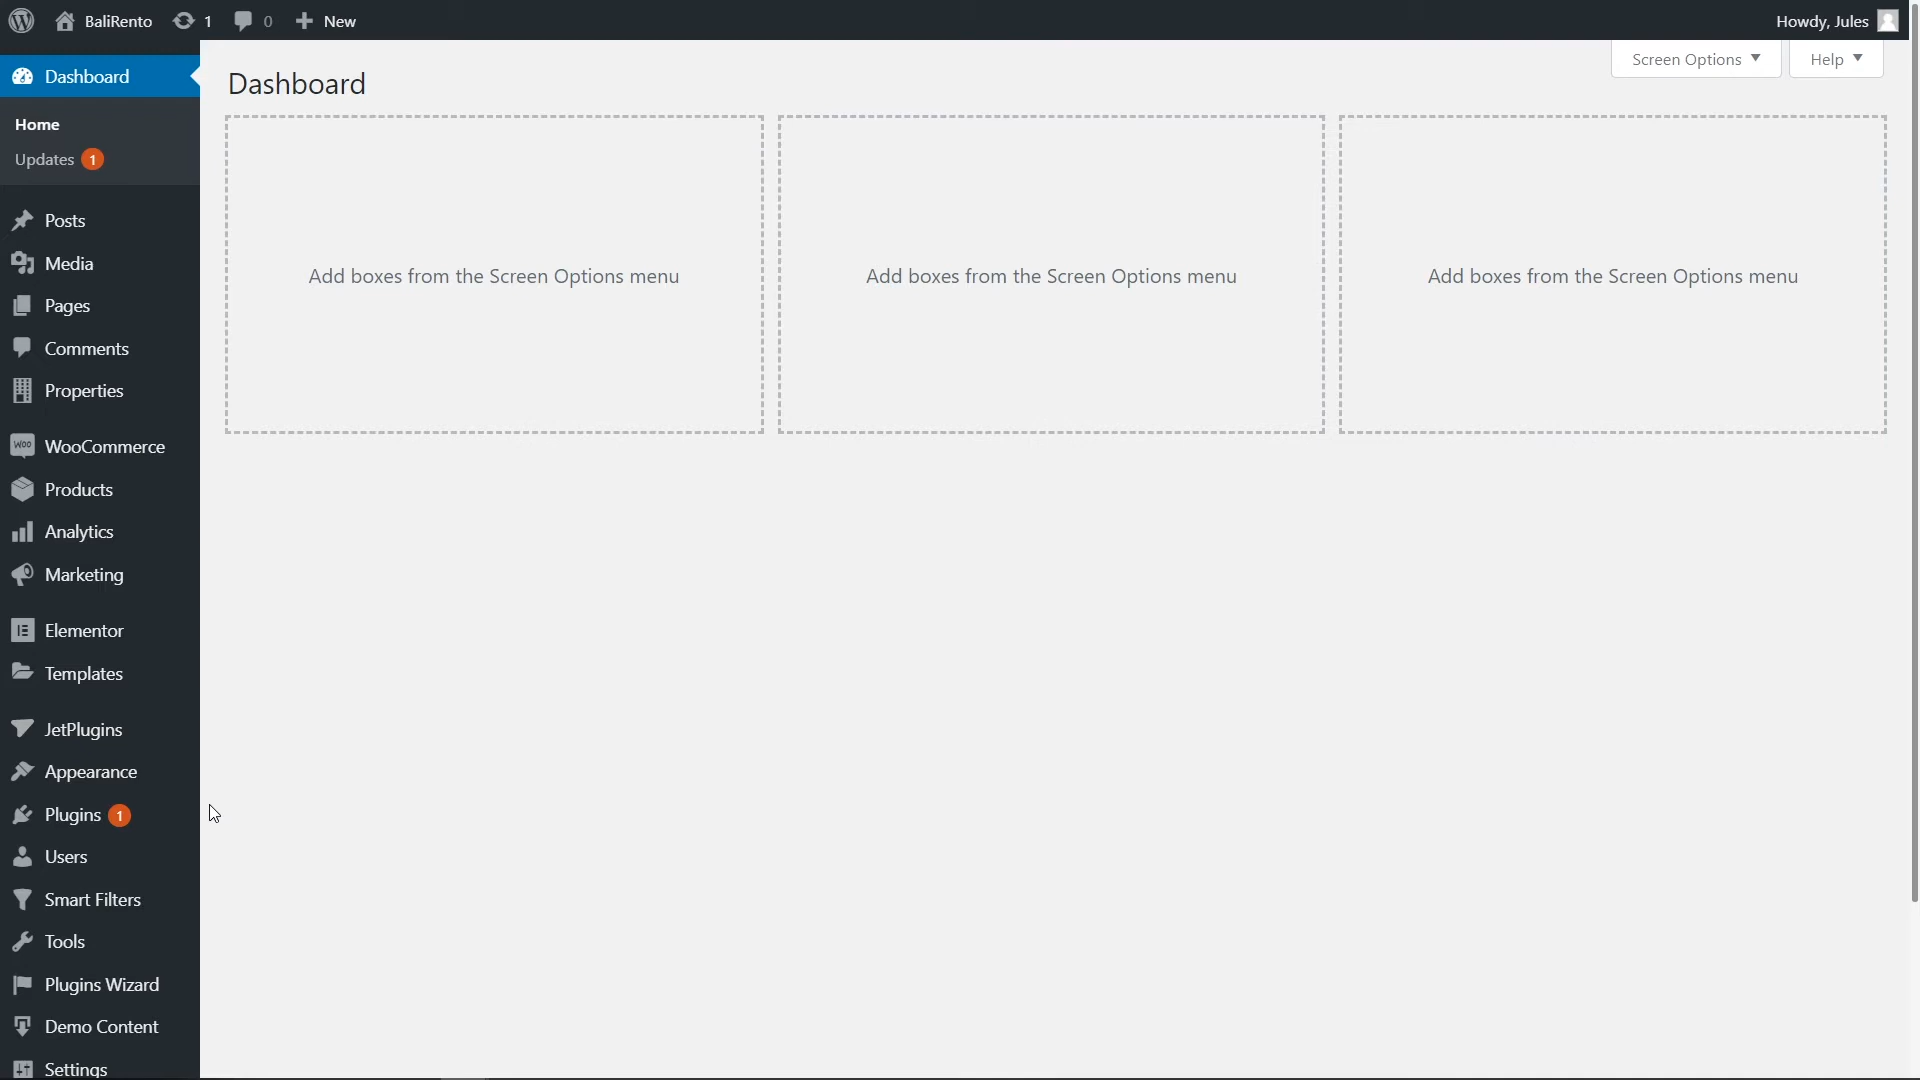 BaliRento 1 0 New Howdy, Jules
Dashboard
Screen Options Help
Dashboard
Home
Updates 1
Add boxes from the Screen Options menu
Add boxes from the Screen Options menu
Add boxes from the Screen Options menu
Posts
Media
Pages
Comments
Properties
Woo WooCommerce
Products
Analytics
Marketing
Elementor
Templates
JetPlugins
Appearance
Plugins 1
Users
Smart Filters
Tools
Plugins Wizard
Demo Content
Settings